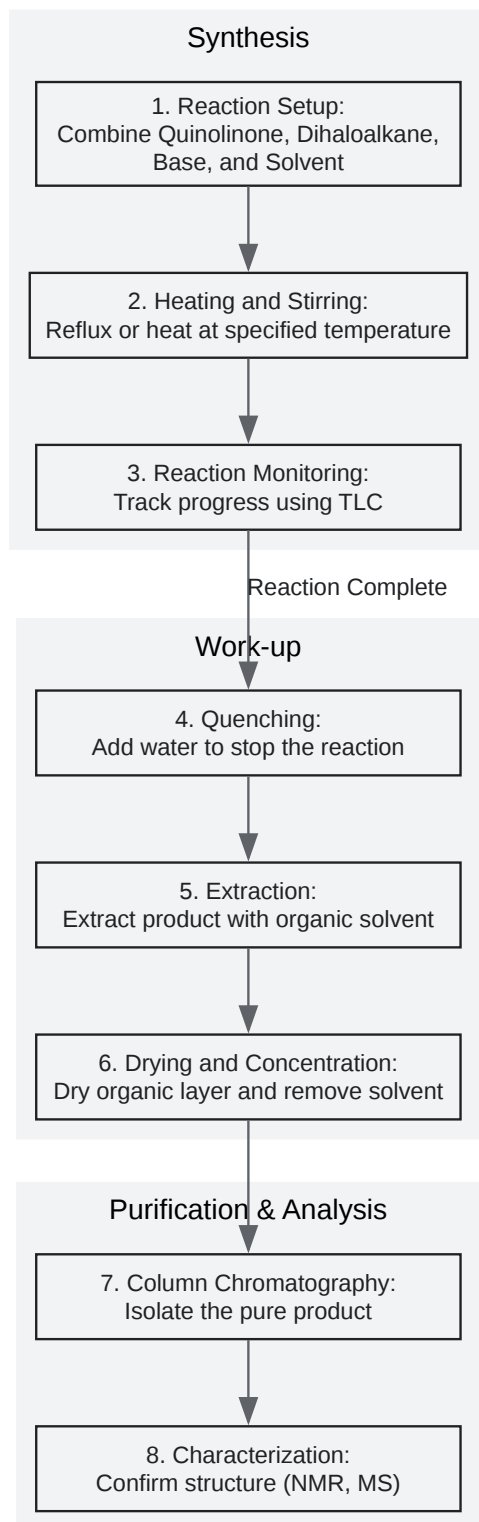 Synthesis
1. Reaction Setup:
Combine Quinolinone, Dihaloalkane,
Base, and Solvent
2. Heating and Stirring:
Reflux or heat at specified temperature
3. Reaction Monitoring:
Track progress using TLC
Reaction Complete
Work-up
4. Quenching:
Add water to stop the reaction
5. Extraction:
Extract product with organic solvent
6. Drying and Concentration:
Dry organic layer and remove solvent
Purification & Analysis
7. Column Chromatography:
Isolate the pure product
8. Characterization:
Confirm structure (NMR, MS)